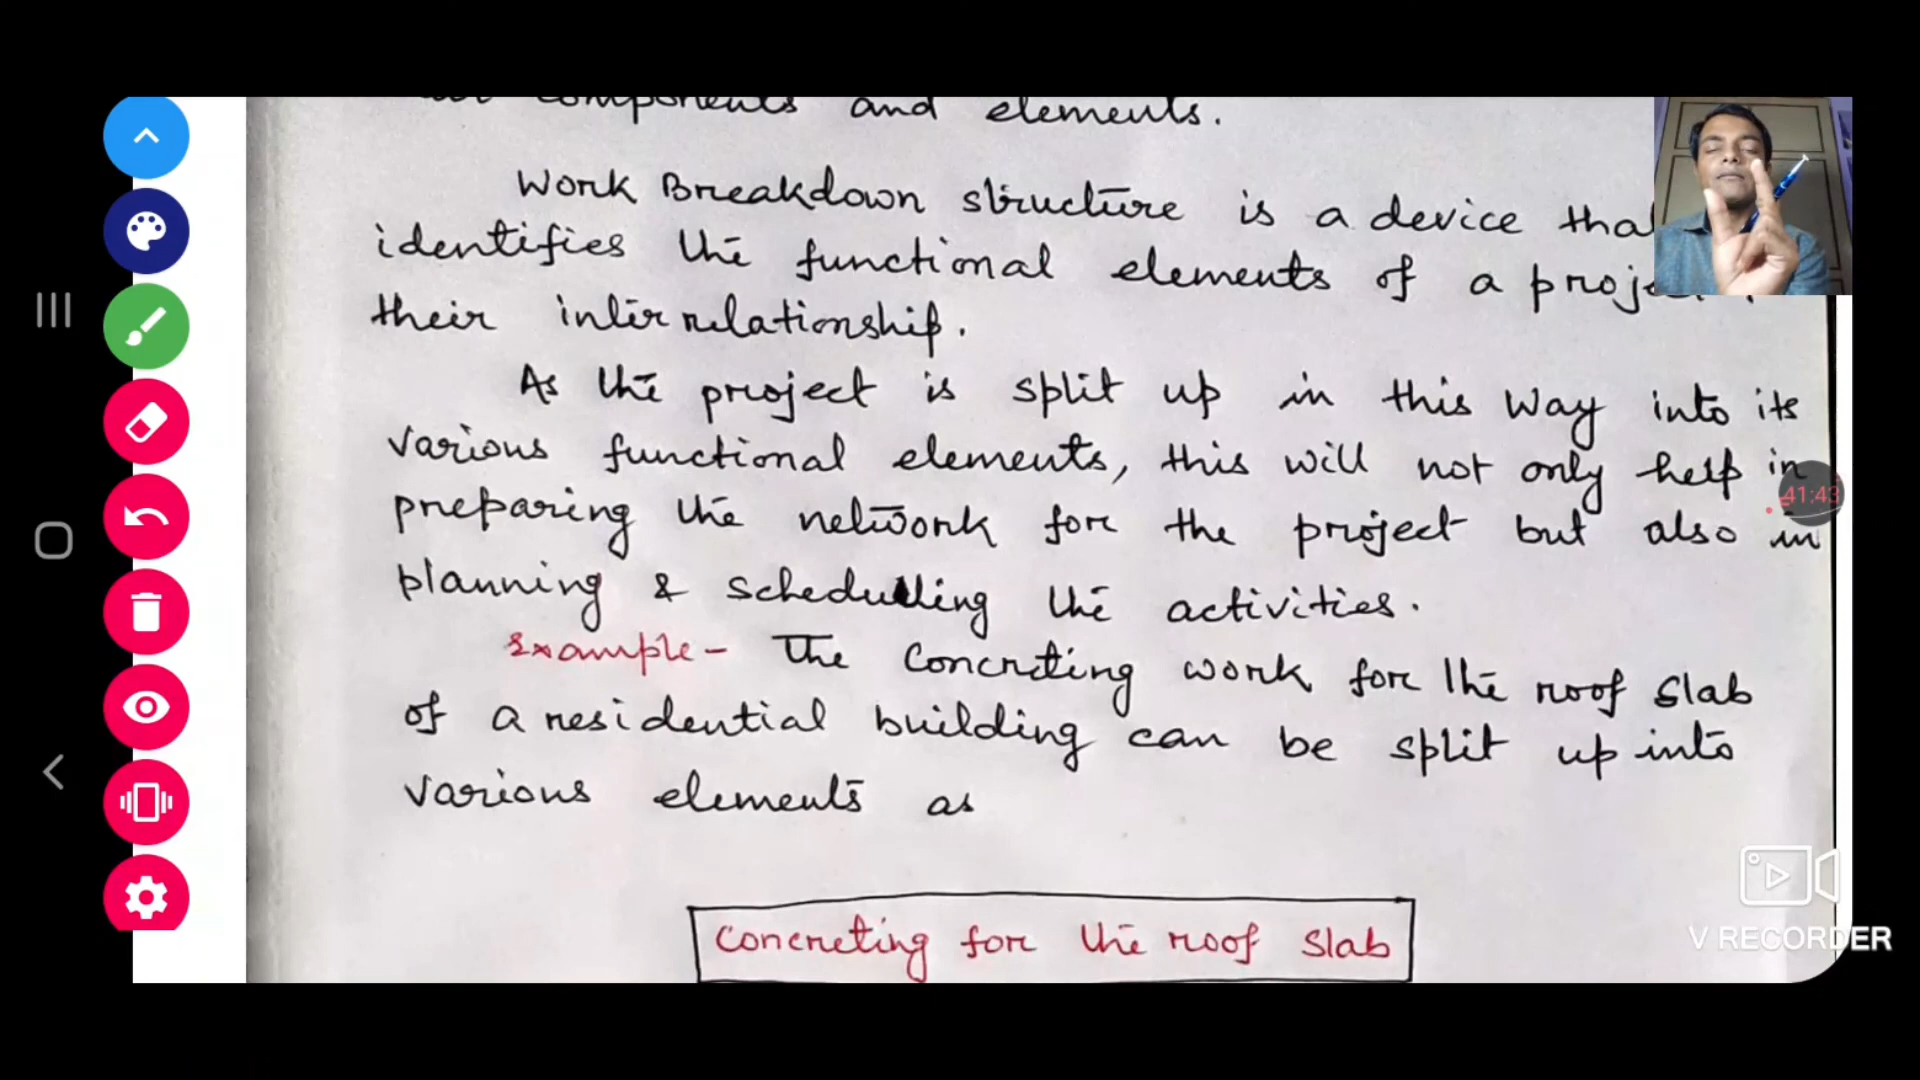 components and elements.
Work Breakdown structure is a device
identifies the functional elements of a
their interrelationship.
As the project is split up in this way into its
various functional elements, this will not only help in
preparing the network for the project but also in
planning & scheduling the activities.
Example - The concreting work for the roof slab
of a residential building can be split up into
various elements as
concreting for the roof slab
41:43
V RECORDER